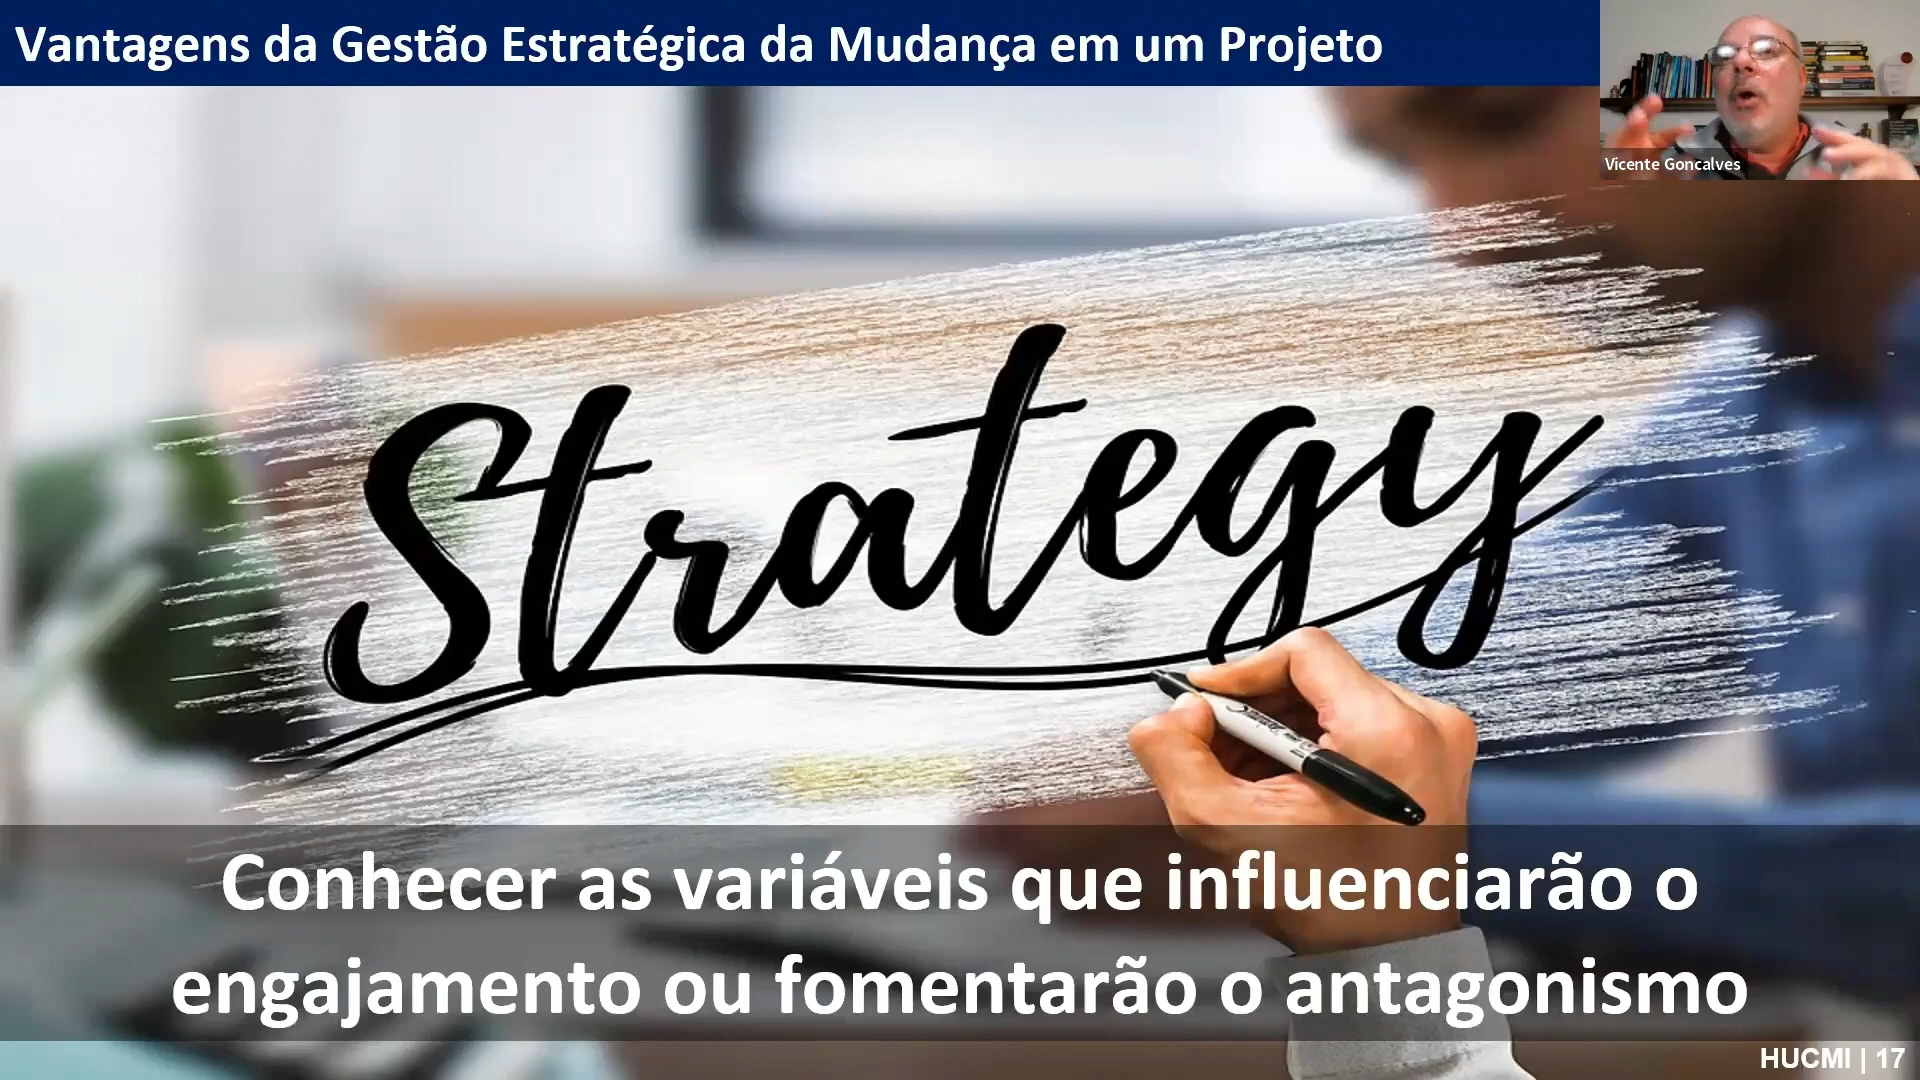 Vantagens da Gestão Estratégica da Mudança em um Projeto
Vicente Goncalves
Strategy
Conhecer as variáveis que influenciarão o
engajamento ou fomentarão o antagonismo
HUCMI | 17